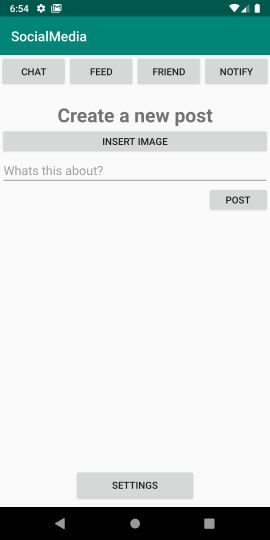 6:54
SocialMedia
CHAT FEED FRIEND NOTIFY
Create a new post
INSERT IMAGE
Whats this about?
POST
SETTINGS